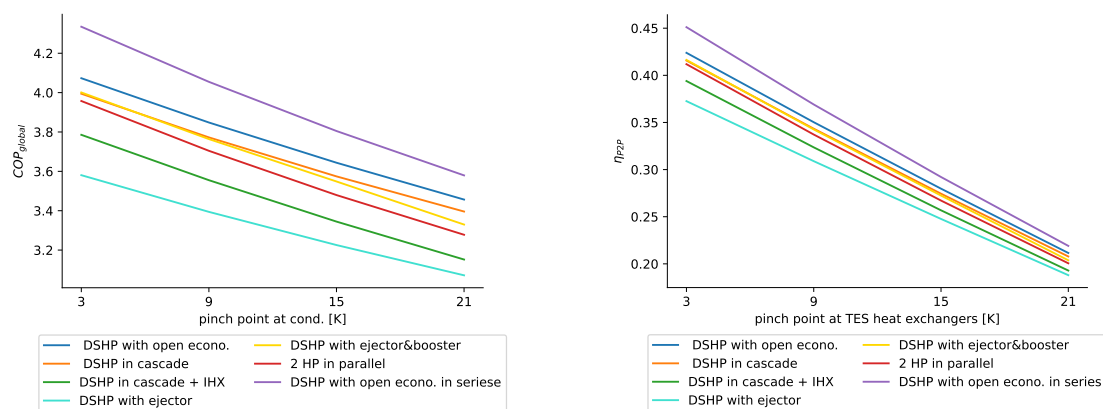 4.2
4.0
3.8
3.6
3.4
3.2
COP_global
3 9 15 21
pinch point at cond. [K]
DSHP with open econo.
DSHP in cascade
DSHP in cascade + IHX
DSHP with ejector
DSHP with ejector&booster
2 HP in parallel
DSHP with open econo. in seriese
0.45
0.40
0.35
0.30
0.25
0.20
η_P2P
3 9 15 21
pinch point at TES heat exchangers [K]
DSHP with open econo.
DSHP in cascade
DSHP in cascade + IHX
DSHP with ejector
DSHP with ejector&booster
2 HP in parallel
DSHP with open econo. in series